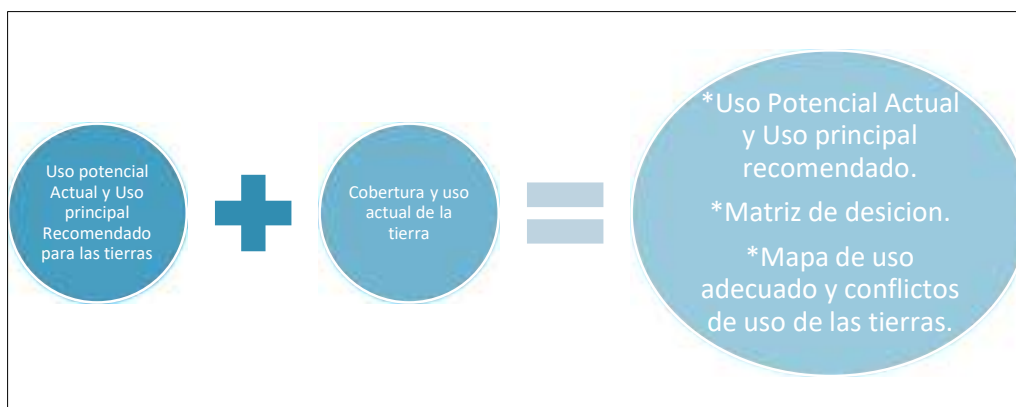 Uso potencial
Actual y Uso
principal
Recomendado
para las tierras
Cobertura y uso
actual de la
tierra
*Uso Potencial Actual
y Uso principal
recomendado.
*Matriz de desicion.
*Mapa de uso
adecuado y conflictos
de uso de las tierras.